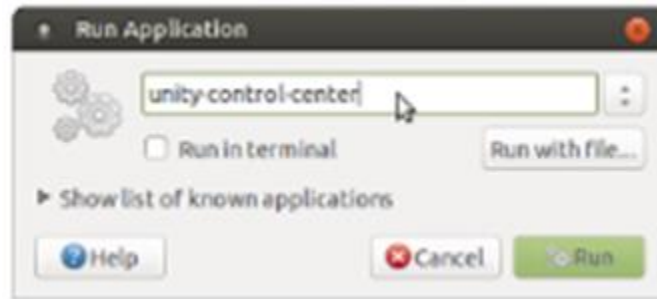 Run Application
unity-control-center
Run in terminal
Run with file...
Show list of known applications
Help
Cancel
Run